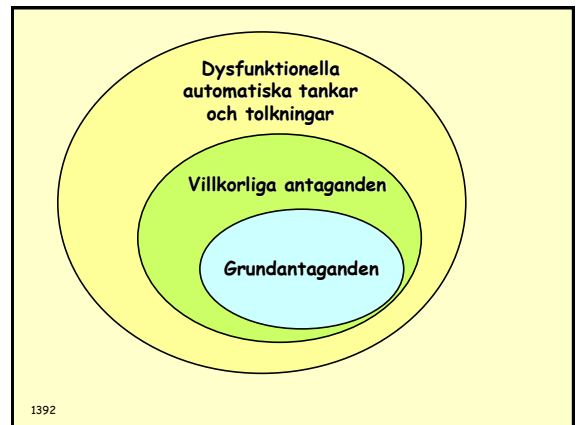 Dysfunktionella
automatiska tankar
och tolkningar
Villkorliga antaganden
Grundantaganden
1392